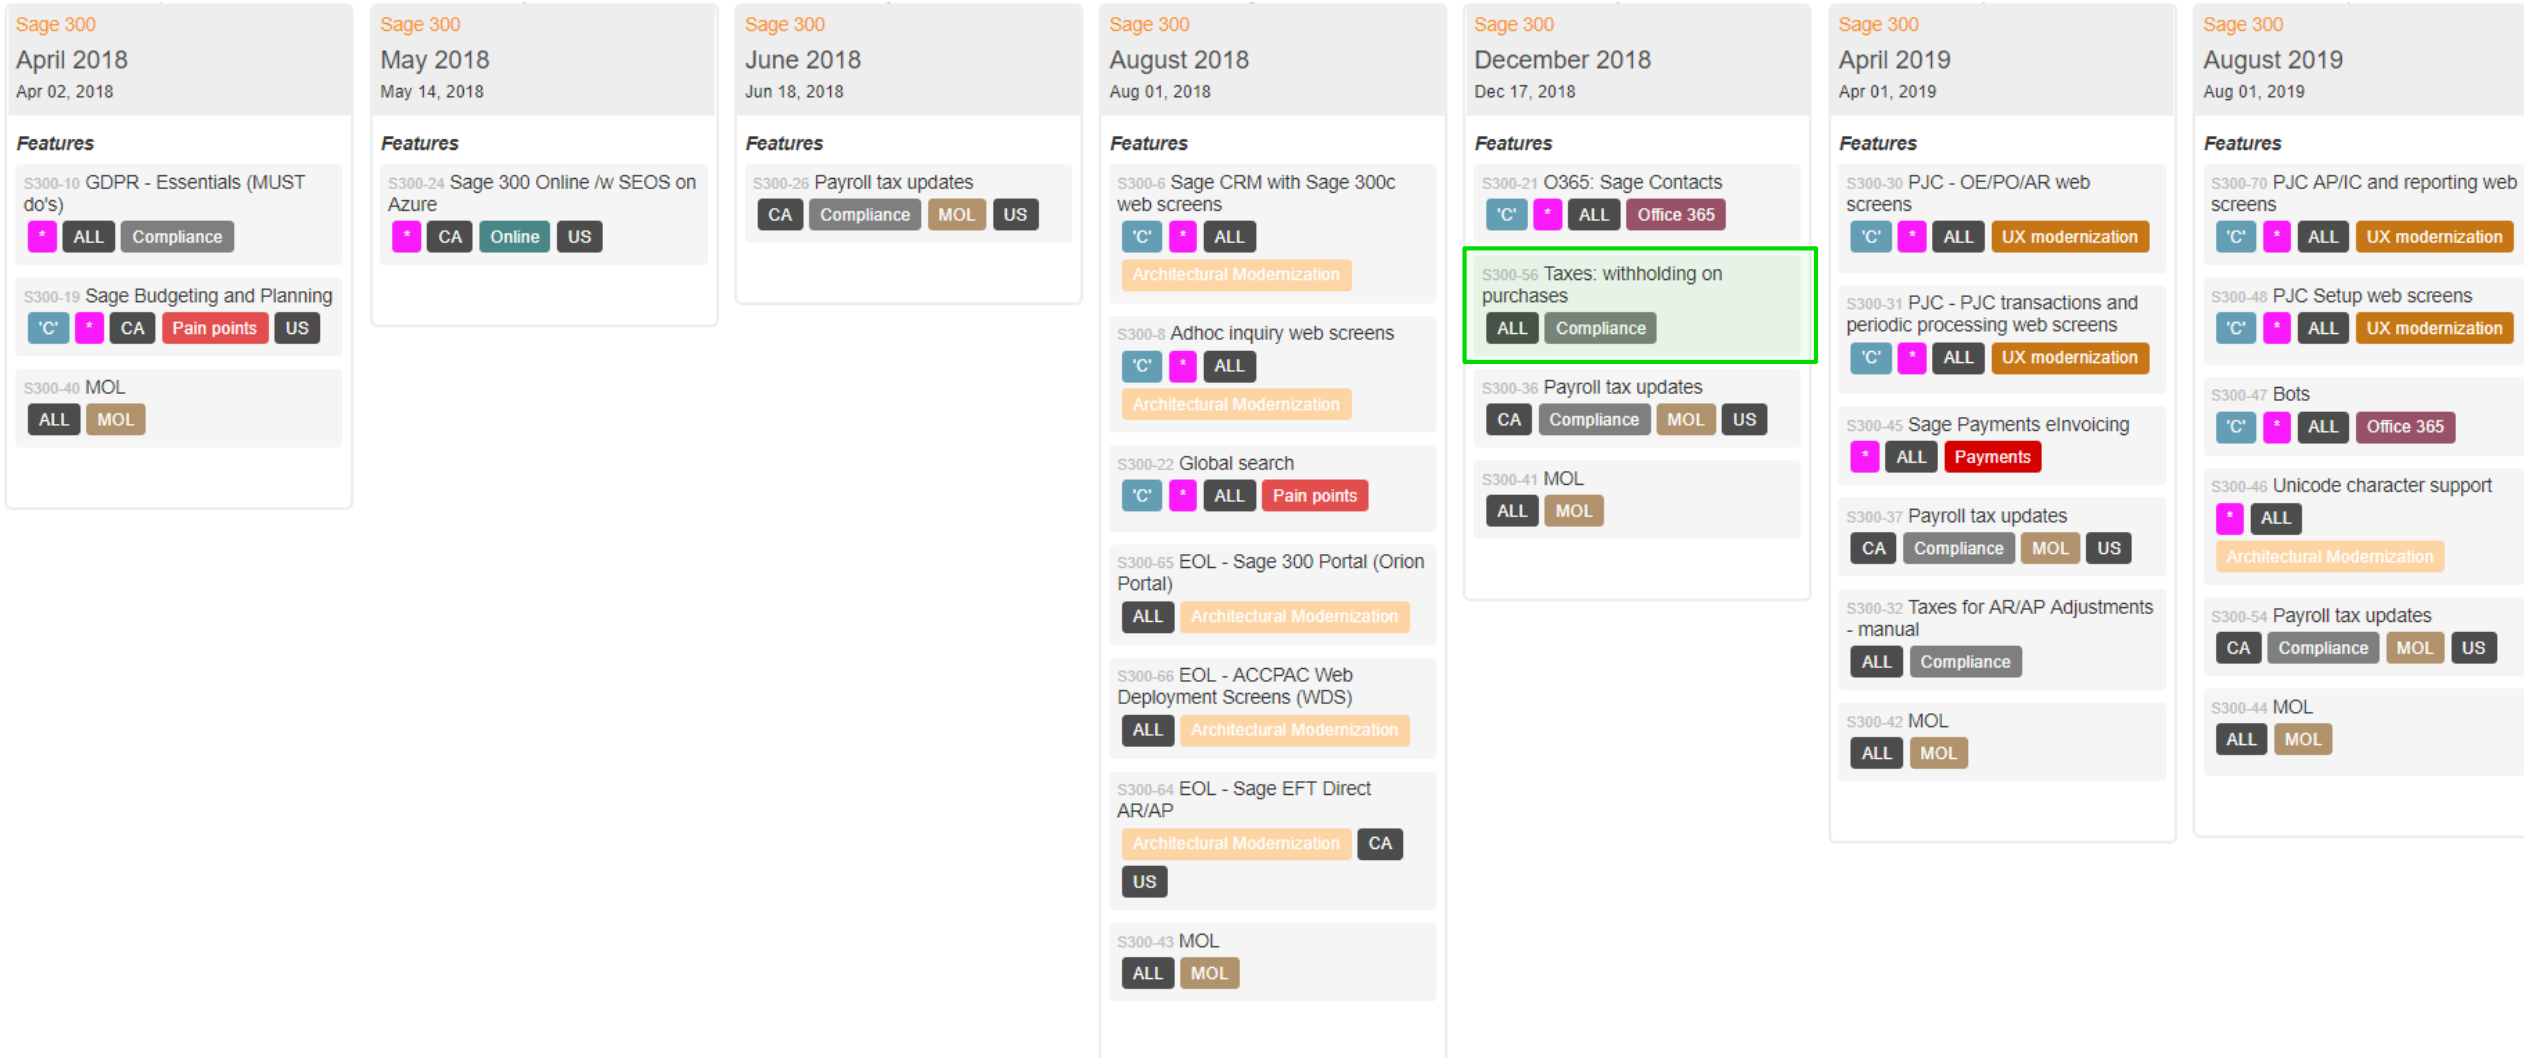 Sage 300
April 2018
Apr 02, 2018
Features
S300-10 GDPR - Essentials (MUST
do's)
* ALL Compliance
S300-19 Sage Budgeting and Planning
'C' * CA Pain points US
S300-40 MOL
ALL MOL
Sage 300
May 2018
May 14, 2018
Features
S300-24 Sage 300 Online /w SEOS on
Azure
* CA Online US
Sage 300
June 2018
Jun 18, 2018
Features
S300-26 Payroll tax updates
CA Compliance MOL US
Sage 300
August 2018
Aug 01, 2018
Features
S300-6 Sage CRM with Sage 300c
web screens
'C' * ALL
Architectural Modernization
S300-8 Adhoc inquiry web screens
'C' * ALL
Architectural Modernization
S300-22 Global search
'C' * ALL Pain points
S300-65 EOL - Sage 300 Portal (Orion
Portal)
ALL Architectural Modernization
S300-66 EOL - ACCPAC Web
Deployment Screens (WDS)
ALL Architectural Modernization
S300-64 EOL - Sage EFT Direct
AR/AP
Architectural Modernization CA
US
S300-43 MOL
ALL MOL
Sage 300
December 2018
Dec 17, 2018
Features
S300-21 O365: Sage Contacts
'C' * ALL Office 365
S300-56 Taxes: withholding on
purchases
ALL Compliance
S300-36 Payroll tax updates
CA Compliance MOL US
S300-41 MOL
ALL MOL
Sage 300
April 2019
Apr 01, 2019
Features
S300-30 PJC - OE/PO/AR web
screens
'C' * ALL UX modernization
S300-31 PJC - PJC transactions and
periodic processing web screens
'C' * ALL UX modernization
S300-45 Sage Payments eInvoicing
* ALL Payments
S300-37 Payroll tax updates
CA Compliance MOL US
S300-32 Taxes for AR/AP Adjustments
- manual
ALL Compliance
S300-42 MOL
ALL MOL
Sage 300
August 2019
Aug 01, 2019
Features
S300-70 PJC AP/IC and reporting web
screens
'C' * ALL UX modernization
S300-48 PJC Setup web screens
'C' * ALL UX modernization
S300-47 Bots
'C' * ALL Office 365
S300-46 Unicode character support
* ALL
Architectural Modernization
S300-54 Payroll tax updates
CA Compliance MOL US
S300-44 MOL
ALL MOL